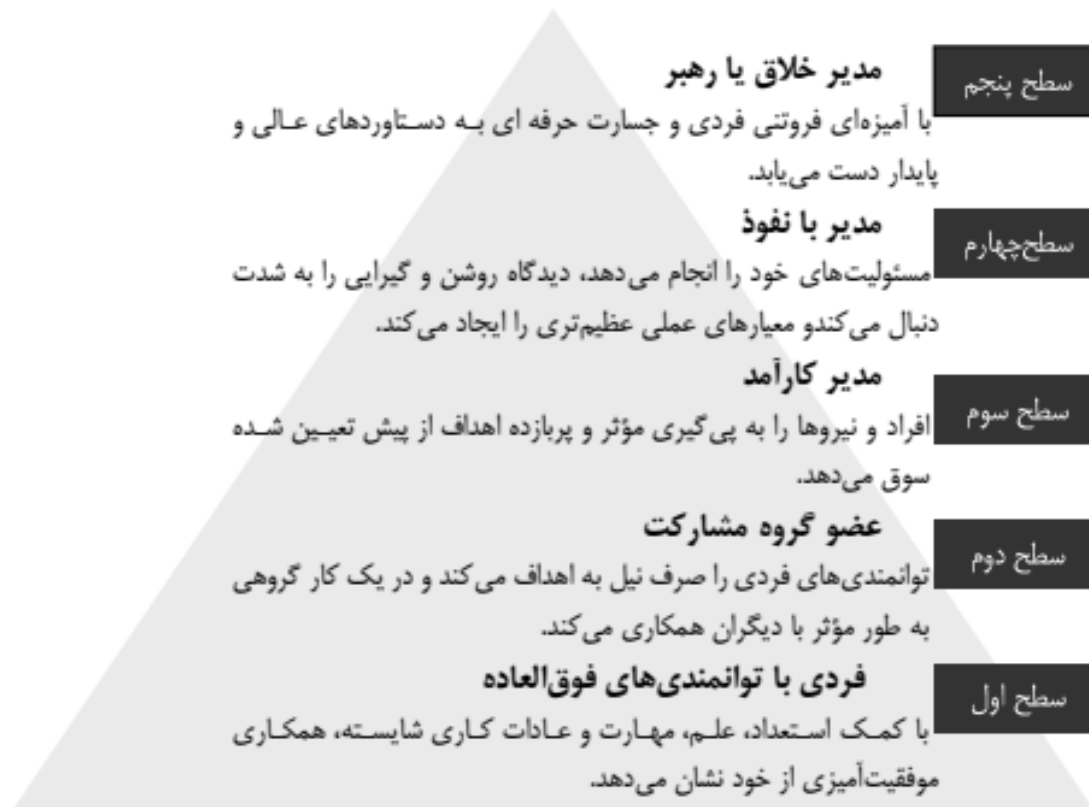 سطح پنجم
مدیر خلاق یا رهبر
با آمیزه‌ای فروتنی فردی و جسارت حرفه ای بـه دسـتاوردهای عـالی و
پایدار دست می‌یابد.
سطح‌چهارم
مدیر با نفوذ
مسئولیت‌های خود را انجام می‌دهد، دیدگاه روشن و گیرایی را به شدت
دنبال می‌کندو معیارهای عملی عظیم‌تری را ایجاد می‌کند.
سطح سوم
مدیر کارآمد
افراد و نیروها را به پی‌گیری مؤثر و پربازده اهداف از پیش تعیـین شـده
سوق می‌دهد.
سطح دوم
عضو گروه مشارکت
توانمندی‌های فردی را صرف نیل به اهداف می‌کند و در یک کار گروهی
به طور مؤثر با دیگران همکاری می‌کند.
سطح اول
فردی با توانمندی‌های فوق‌العاده
با کمـک اسـتعداد، علـم، مهـارت و عـادات کـاری شایسـته، همکـاری
موفقیت‌آمیزی از خود نشان می‌دهد.